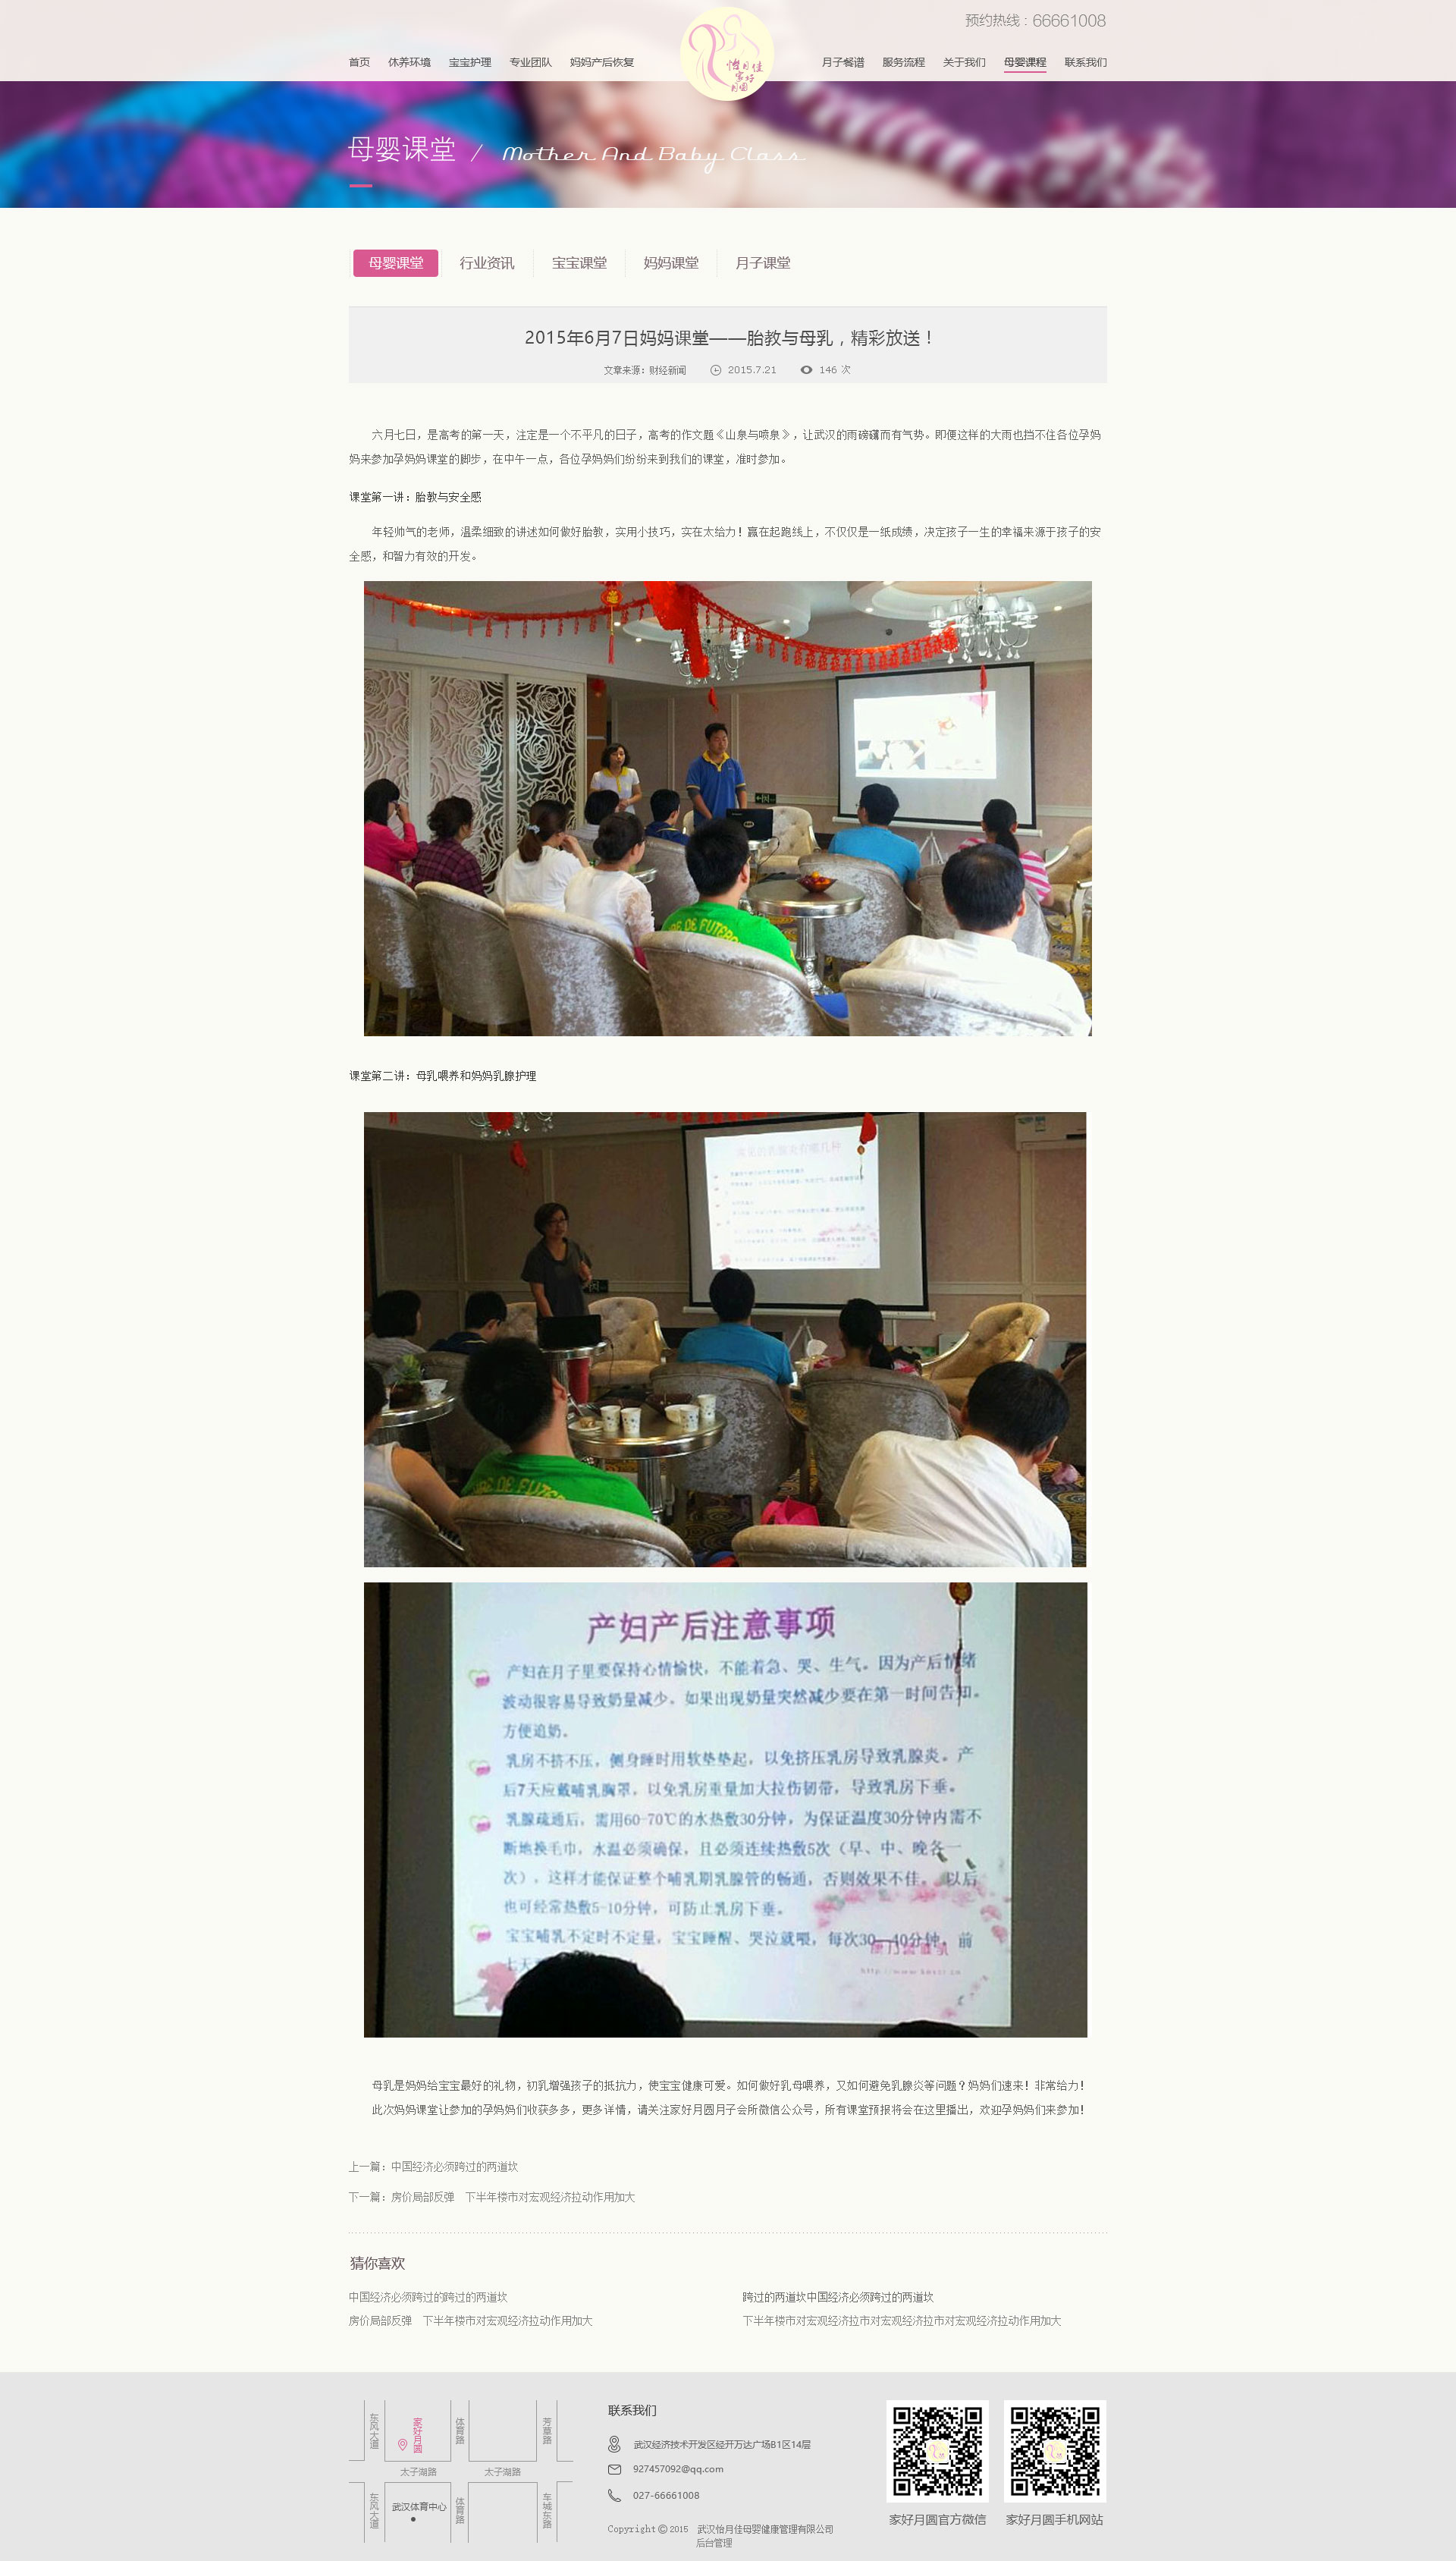 预约热线：66661008
首页 休养环境 宝宝护理 专业团队 妈妈产后恢复 怡月佳 家好月圆 月子餐谱 服务流程 关于我们 母婴课程 联系我们
母婴课堂 / Mother And Baby Class
母婴课堂 行业资讯 宝宝课堂 妈妈课堂 月子课堂
2015年6月7日妈妈课堂——胎教与母乳，精彩放送！
文章来源：财经新闻 2015.7.21 146 次
六月七日，是高考的第一天，注定是一个不平凡的日子，高考的作文题《山泉与喷泉》，让武汉的雨磅礴而有气势。即便这样的大雨也挡不住各位孕妈
妈来参加孕妈妈课堂的脚步，在中午一点，各位孕妈妈们纷纷来到我们的课堂，准时参加。
课堂第一讲：胎教与安全感
年轻帅气的老师，温柔细致的讲述如何做好胎教，实用小技巧，实在太给力！赢在起跑线上，不仅仅是一纸成绩，决定孩子一生的幸福来源于孩子的安
全感，和智力有效的开发。
DE FUTEBO
课堂第二讲：母乳喂养和妈妈乳腺护理
产妇产后注意事项
产妇在月子里要保持心情愉快，不能着急、哭、生气。因为产后情绪
波动很容易导致奶量减少。如果出现奶量突然减少要在第一时间告知。
方便追奶。
乳房不挤不压，侧身睡时用软垫垫起，以免挤压乳房导致乳腺炎。产
后7天应戴哺乳胸罩，以免乳房重量加大拉伤韧带，导致乳房下垂。
乳腺疏通后，需用60-70℃的水热敷30分钟，为保证温度30分钟内需不
断地换毛巾，水温必须确保，且必须连续热敷5次（早、中、晚各一
次），这样才能保证整个哺乳期乳腺管的畅通，否则效果不佳。以后
也可经常热敷5-10分钟，可防止乳房下垂。
宝宝哺乳不定时不定量，宝宝睡醒、哭泣就喂，每次30—40分钟，前
七天
母乳是妈妈给宝宝最好的礼物，初乳增强孩子的抵抗力，使宝宝健康可爱。如何做好乳母喂养，又如何避免乳腺炎等问题？妈妈们速来！非常给力！
此次妈妈课堂让参加的孕妈妈们收获多多，更多详情，请关注家好月圆月子会所微信公众号，所有课堂预报将会在这里播出，欢迎孕妈妈们来参加！
上一篇：中国经济必须跨过的两道坎
下一篇：房价局部反弹 下半年楼市对宏观经济拉动作用加大
猜你喜欢
中国经济必须跨过的跨过的两道坎 跨过的两道坎中国经济必须跨过的两道坎
房价局部反弹 下半年楼市对宏观经济拉动作用加大 下半年楼市对宏观经济拉市对宏观经济拉市对宏观经济拉动作用加大
东风大道 家好月圆 体育路 芳草路
太子湖路 太子湖路
东风大道 武汉体育中心 体育路 车城东路
联系我们
武汉经济技术开发区经开万达广场B1区14层
927457092@qq.com
027-66661008
Copyright © 2015 武汉怡月佳母婴健康管理有限公司
后台管理
家好月圆官方微信 家好月圆手机网站